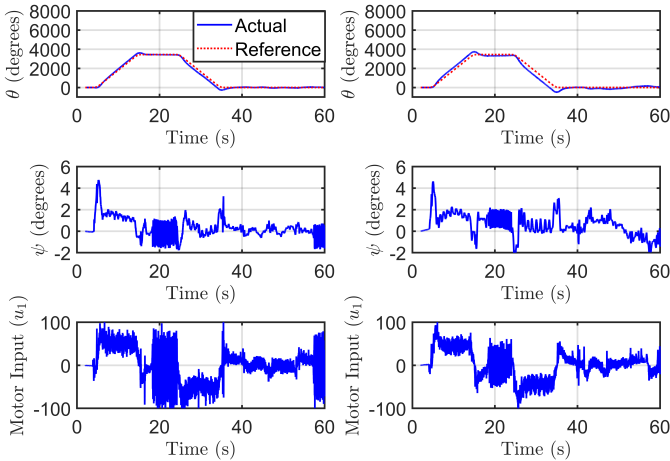 8000
6000
4000
2000
0
θ (degrees)
0 20 40 60
Time (s)
Actual
Reference
8000
6000
4000
2000
0
θ (degrees)
0 20 40 60
Time (s)
6
4
2
0
-2
ψ (degrees)
0 20 40 60
Time (s)
6
4
2
0
-2
ψ (degrees)
0 20 40 60
Time (s)
100
0
-100
Motor Input (u₁)
0 20 40 60
Time (s)
100
0
-100
Motor Input (u₁)
0 20 40 60
Time (s)